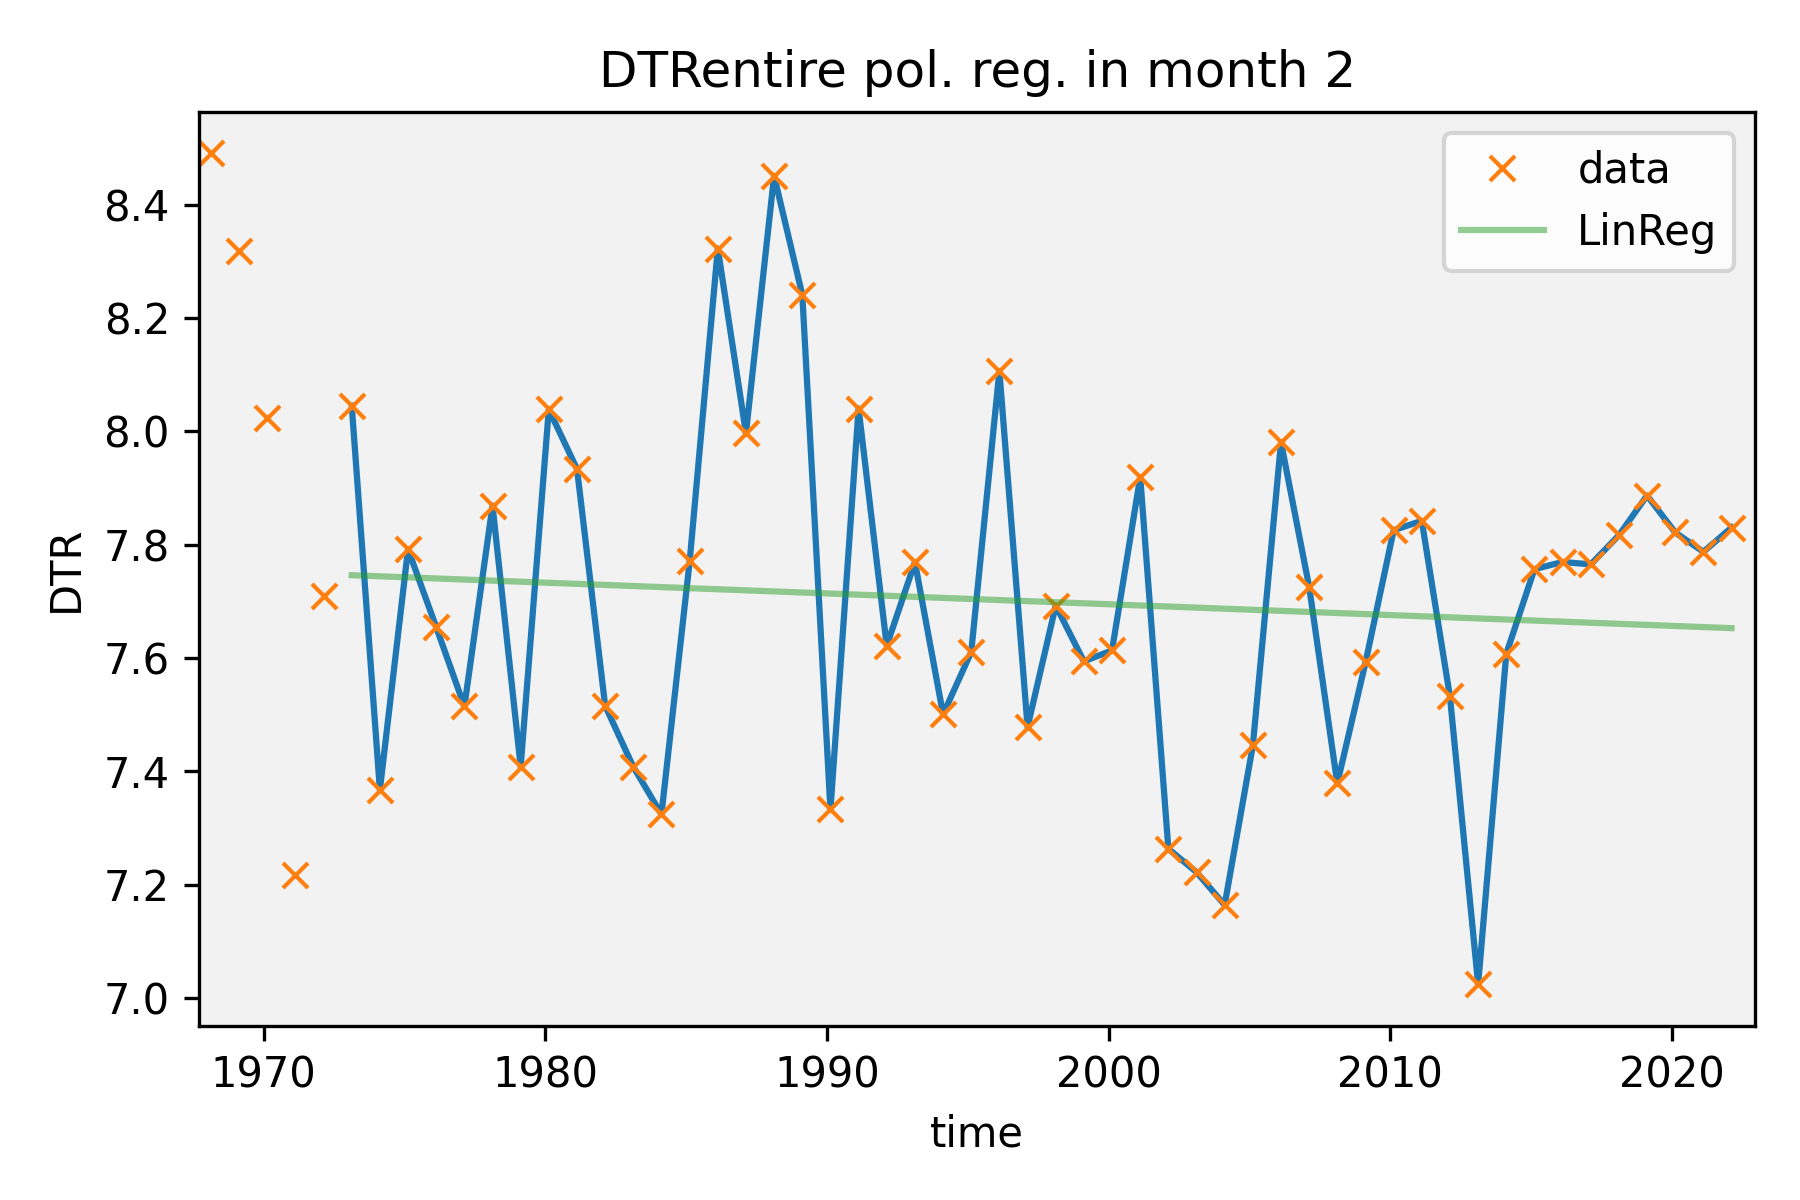 DTRentire pol. reg. in month 2
data
LinReg
8.4
8.2
8.0
7.8
7.6
7.4
7.2
7.0
DTR
1970 1980 1990 2000 2010 2020
time